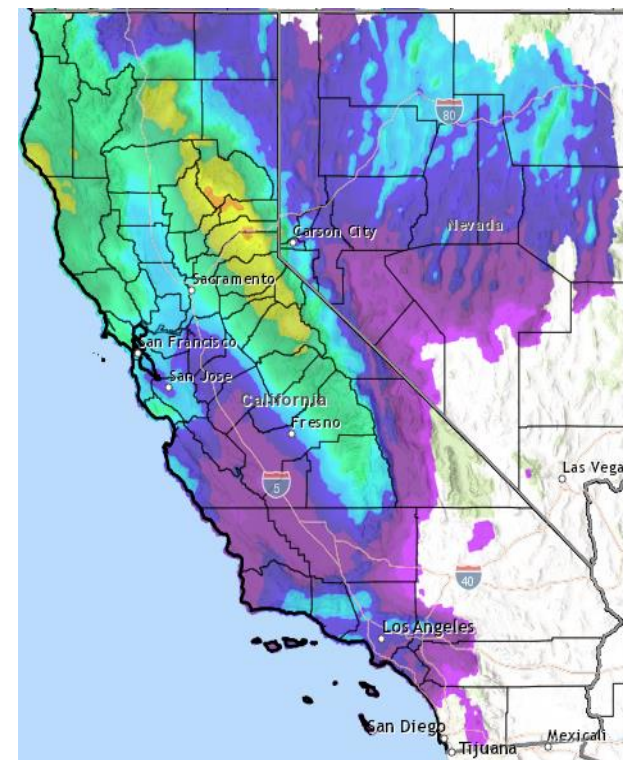 80
Nevada
Carson City
Sacramento
San Francisco
San Jose
California
Fresno
Las Vega
5
40
Los Angeles
San Diego
Mexicali
Tijuana